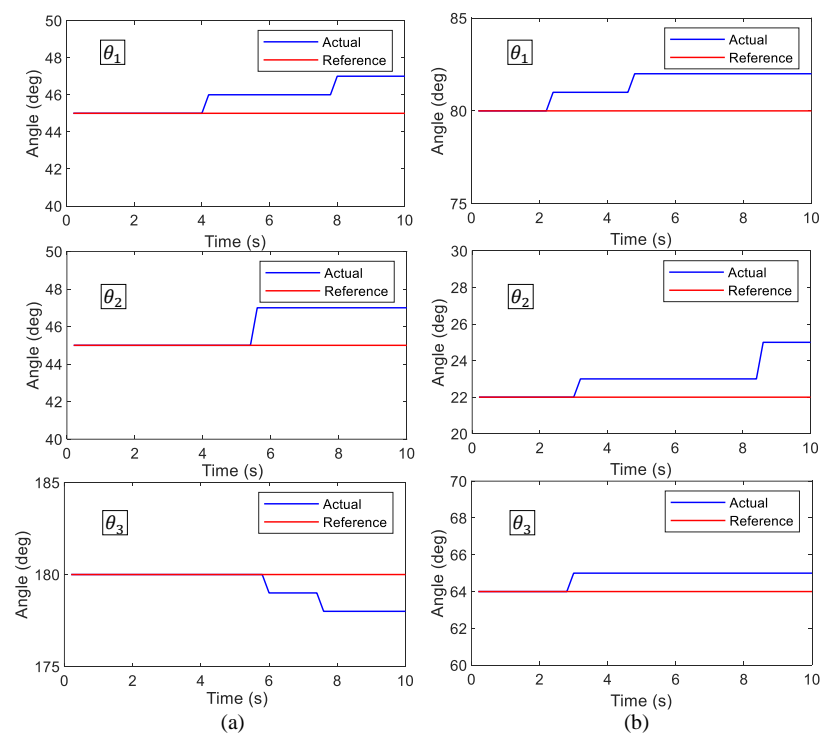 50
48
46
44
42
40
Angle (deg)
θ1
Actual
Reference
0 2 4 6 8 10
Time (s)
50
48
46
44
42
40
Angle (deg)
θ2
Actual
Reference
0 2 4 6 8 10
Time (s)
185
180
175
Angle (deg)
θ3
Actual
Reference
0 2 4 6 8 10
Time (s)
(a)
85
80
75
Angle (deg)
θ1
Actual
Reference
0 2 4 6 8 10
Time (s)
30
28
26
24
22
20
Angle (deg)
θ2
Actual
Reference
0 2 4 6 8 10
Time (s)
70
68
66
64
62
60
Angle (deg)
θ3
Actual
Reference
0 2 4 6 8 10
Time (s)
(b)